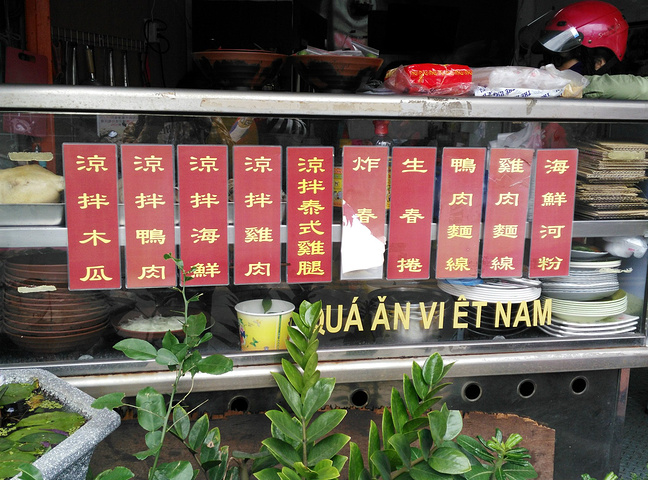 涼拌木瓜
涼拌鴨肉
涼拌海鮮
涼拌雞肉
涼拌泰式雞腿
炸春
生春捲
鴨肉麵線
雞肉麵線
海鮮河粉
QUÁ ĂN VIÊT NAM